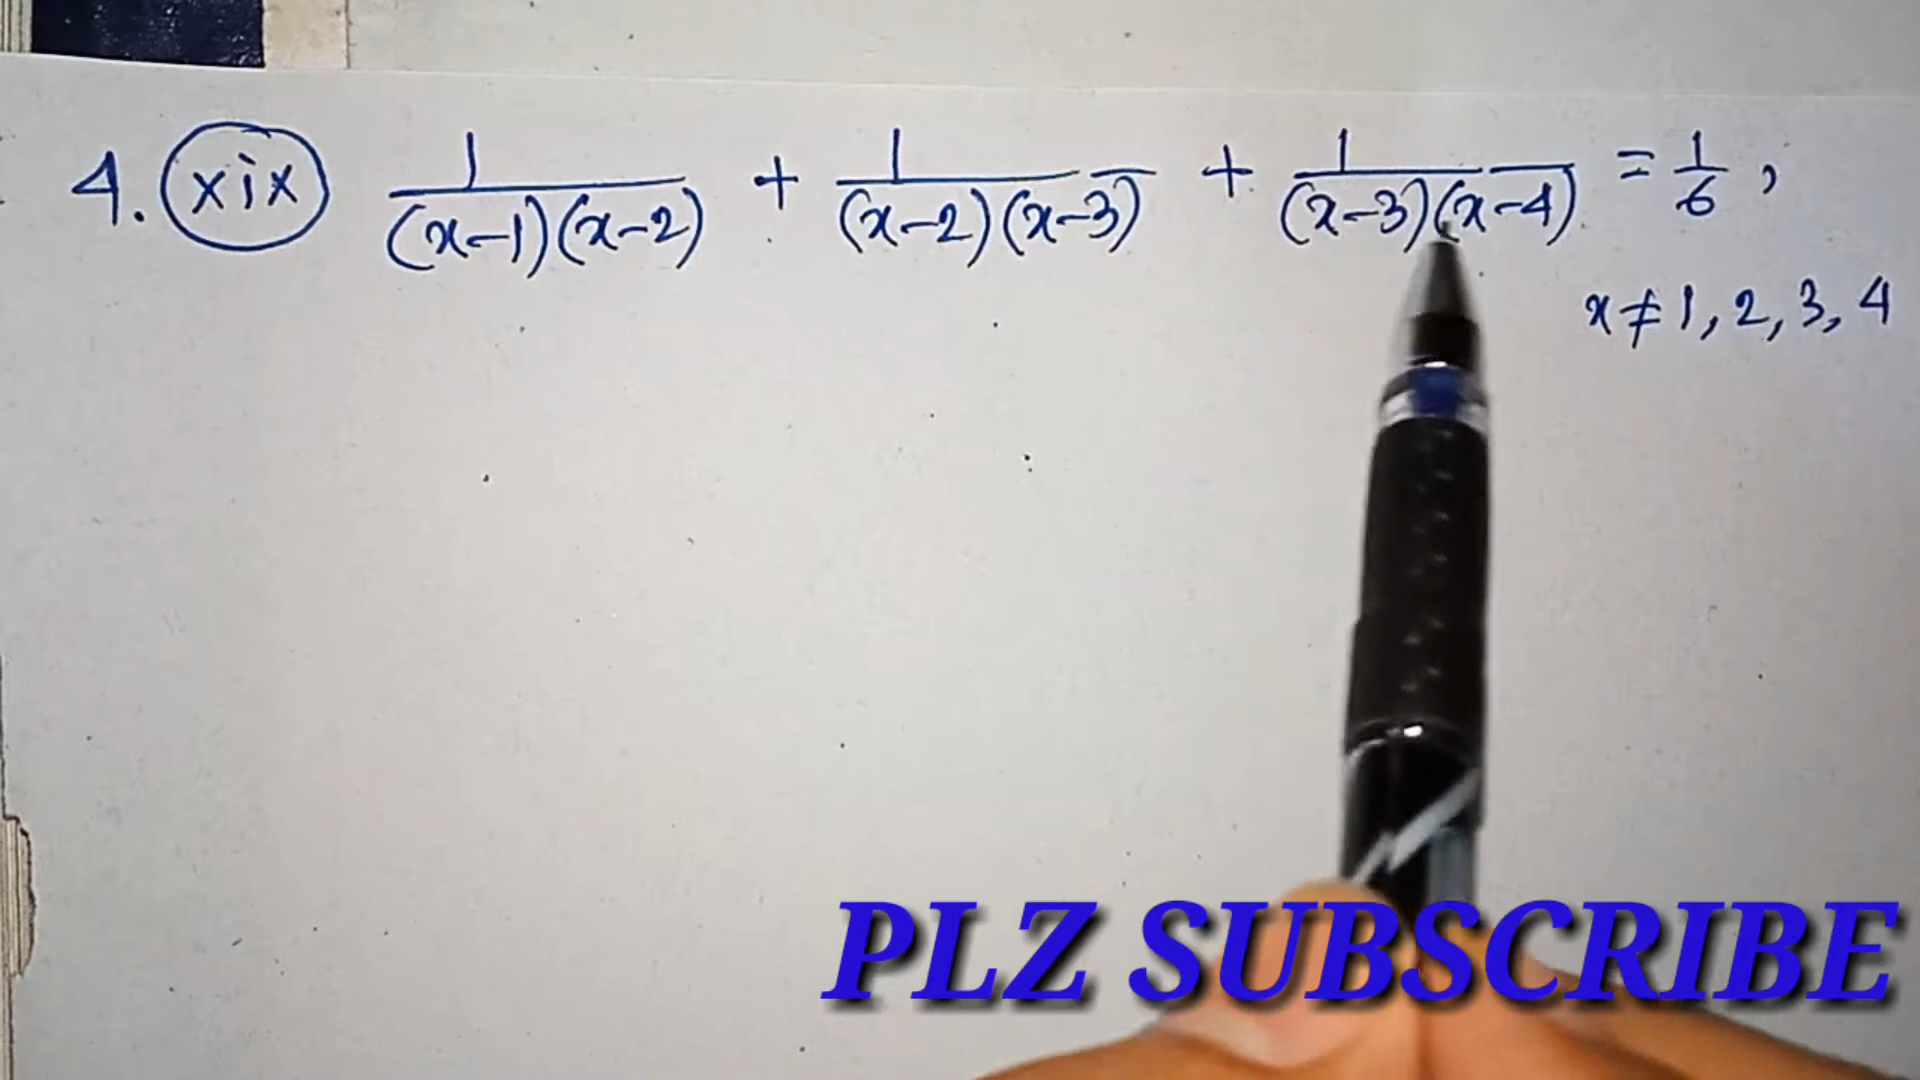 4. (xix) 1/((x-1)(x-2)) + 1/((x-2)(x-3)) + 1/((x-3)(x-4)) = 1/6,
x ≠ 1, 2, 3, 4
PLZ SUBSCRIBE